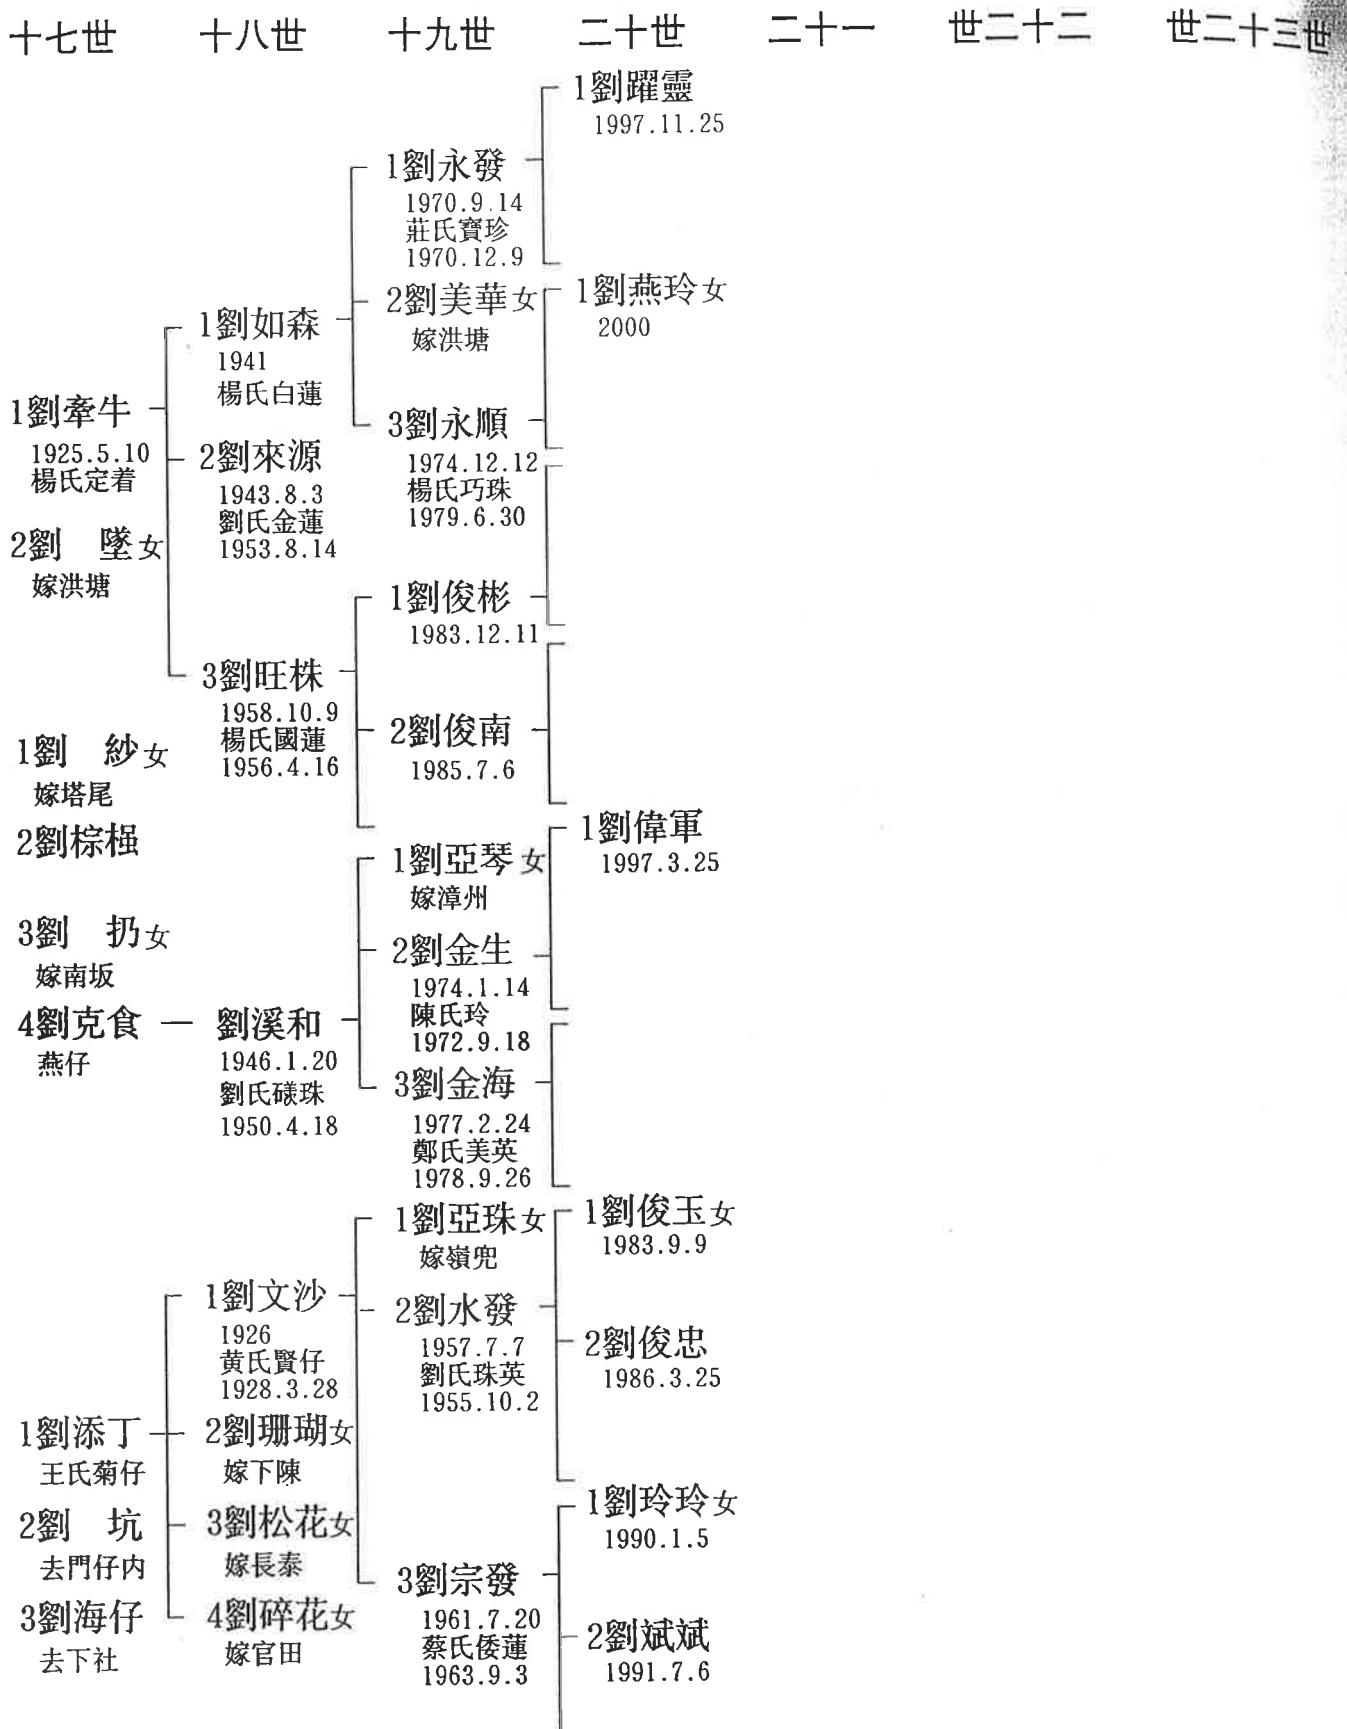 十七世 十八世 十九世 二十世 二十一 世二十二 世二十三世
1劉躍靈
1997.11.25
1劉永發
1970.9.14
莊氏寶珍
1970.12.9
2劉美華女
嫁洪塘
1劉燕玲女
2000
3劉永順
1974.12.12
楊氏巧珠
1979.6.30
1劉如森
1941
楊氏白蓮
1劉牽牛
1925.5.10
楊氏定着
2劉來源
1943.8.3
劉氏金蓮
1953.8.14
2劉 墜女
嫁洪塘
3劉旺株
1958.10.9
楊氏國蓮
1956.4.16
1劉俊彬
1983.12.11
2劉俊南
1985.7.6
1劉 紗女
嫁塔尾
2劉棕
3劉 扔女
嫁南坂
4劉克食
燕仔
劉溪和
1946.1.20
劉氏珠
1950.4.18
1劉亞琴女
嫁漳州
2劉金生
1974.1.14
陳氏玲
1972.9.18
1劉偉軍
1997.3.25
3劉金海
1977.2.24
鄭氏美英
1978.9.26
1劉添丁
王氏菊仔
2劉 坑
去門仔内
3劉海仔
去下社
1劉文沙
1926
黄氏賢仔
1928.3.28
2劉珊瑚女
嫁下陳
3劉松花女
嫁長泰
4劉碎花女
嫁官田
1劉亞珠女
嫁嶺兜
2劉水發
1957.7.7
劉氏珠英
1955.10.2
1劉俊玉女
1983.9.9
2劉俊忠
1986.3.25
3劉宗發
1961.7.20
蔡氏倭蓮
1963.9.3
1劉玲玲女
1990.1.5
2劉斌斌
1991.7.6